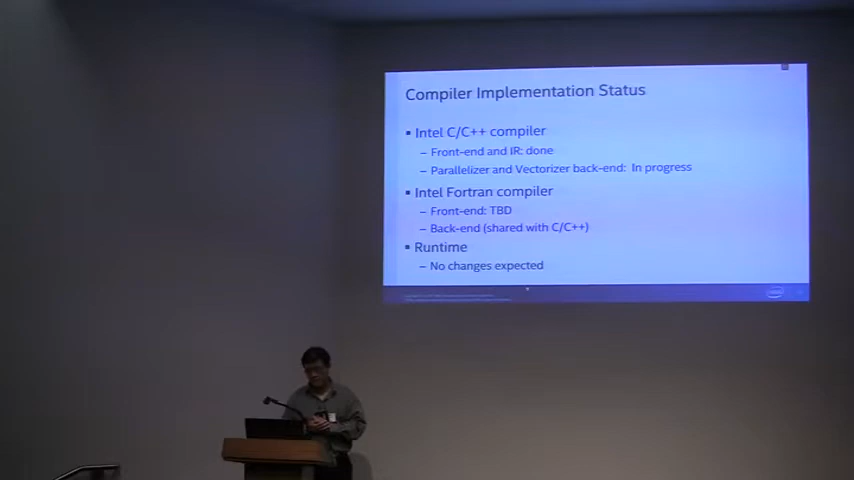 Compiler Implementation Status
▪ Intel C/C++ compiler
– Front-end and IR: done
– Parallelizer and Vectorizer back-end: In progress
▪ Intel Fortran compiler
– Front-end: TBD
– Back-end (shared with C/C++)
▪ Runtime
– No changes expected